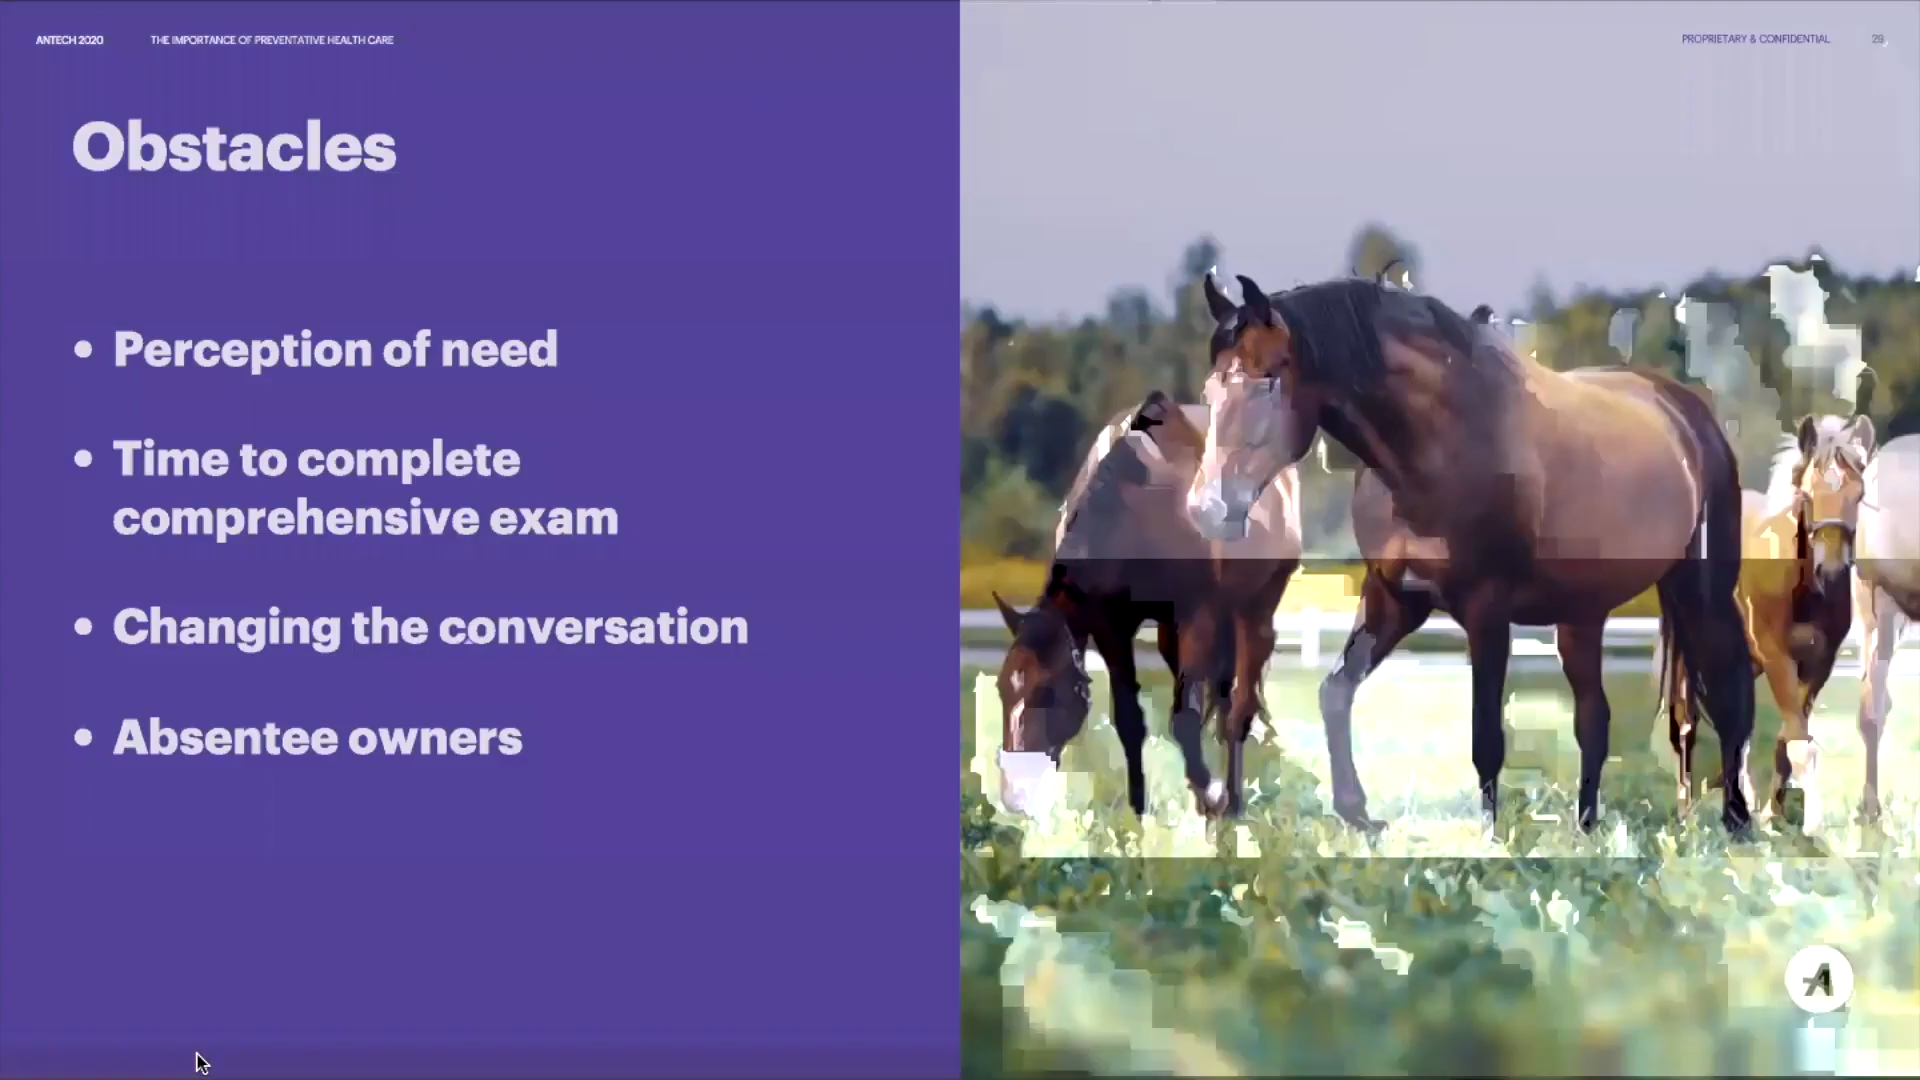 ANTECH 2020 THE IMPORTANCE OF PREVENTATIVE HEALTH CARE PROPRIETARY & CONFIDENTIAL
Obstacles
• Perception of need
• Time to complete
comprehensive exam
• Changing the conversation
• Absentee owners